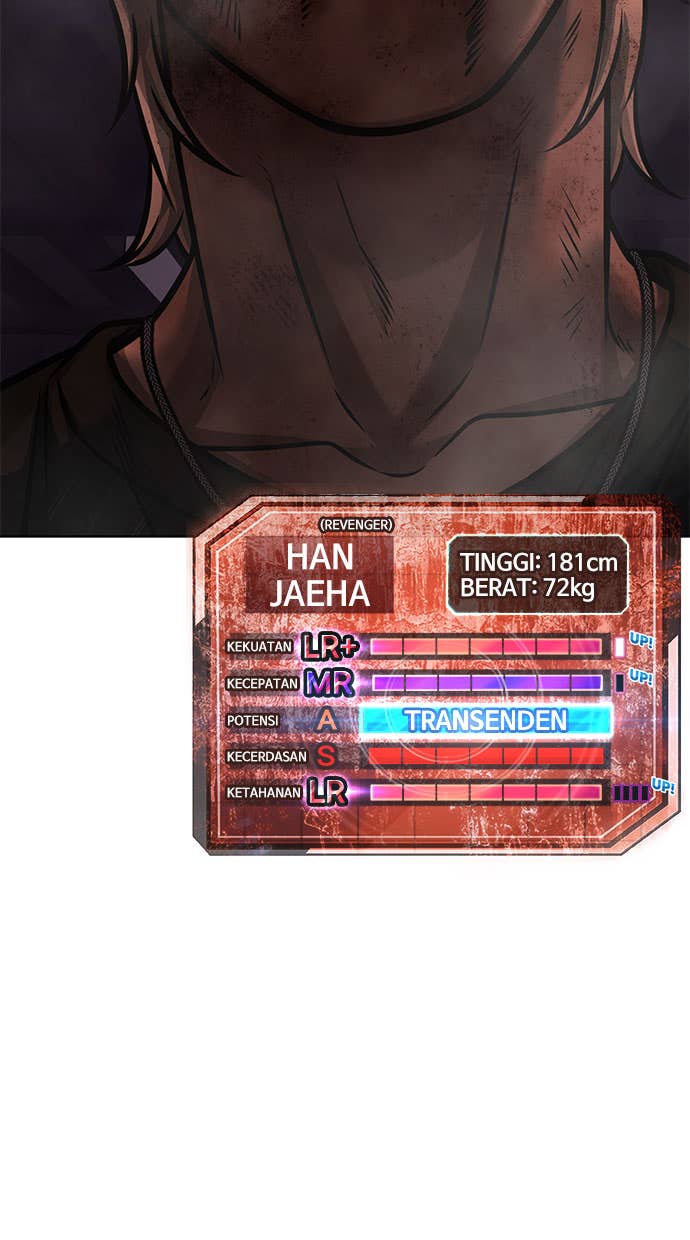 (REVENGER)
HAN
JAEHA
TINGGI: 181cm
BERAT: 72kg
KEKUATAN LR+ UP!
KECEPATAN MR UP!
POTENSI A TRANSENDEN
KECERDASAN S
KETAHANAN LR UP!